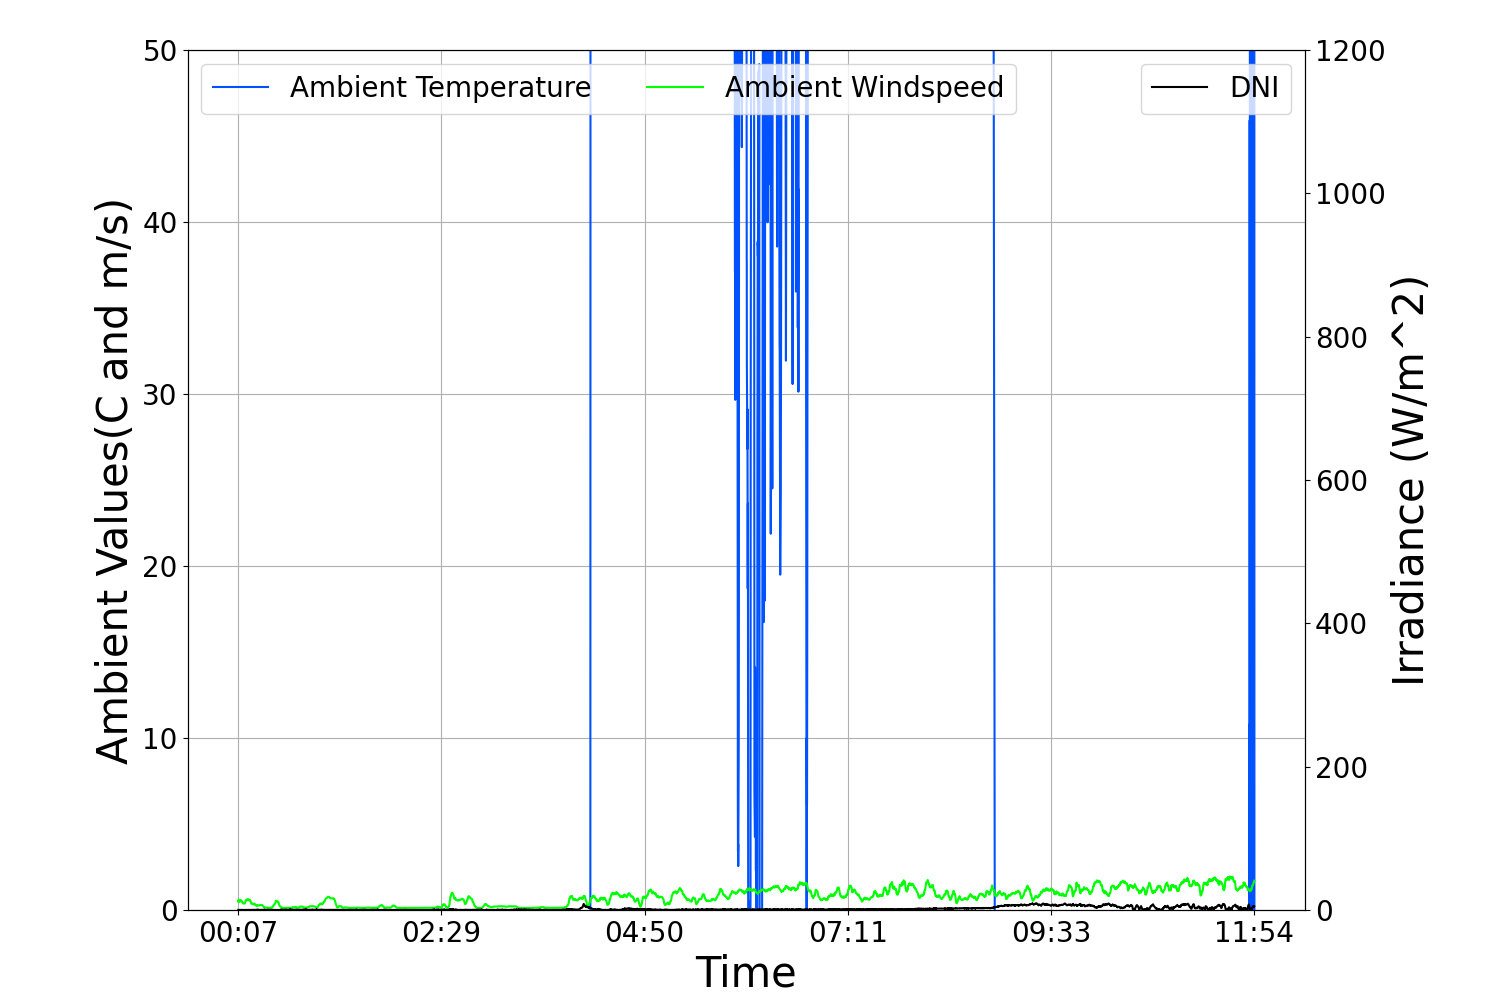 Ambient Temperature Ambient Windspeed DNI
Ambient Values(C and m/s)
50
40
30
20
10
0
1200
1000
800
600
400
200
0
Irradiance (W/m^2)
00:07 02:29 04:50 07:11 09:33 11:54
Time